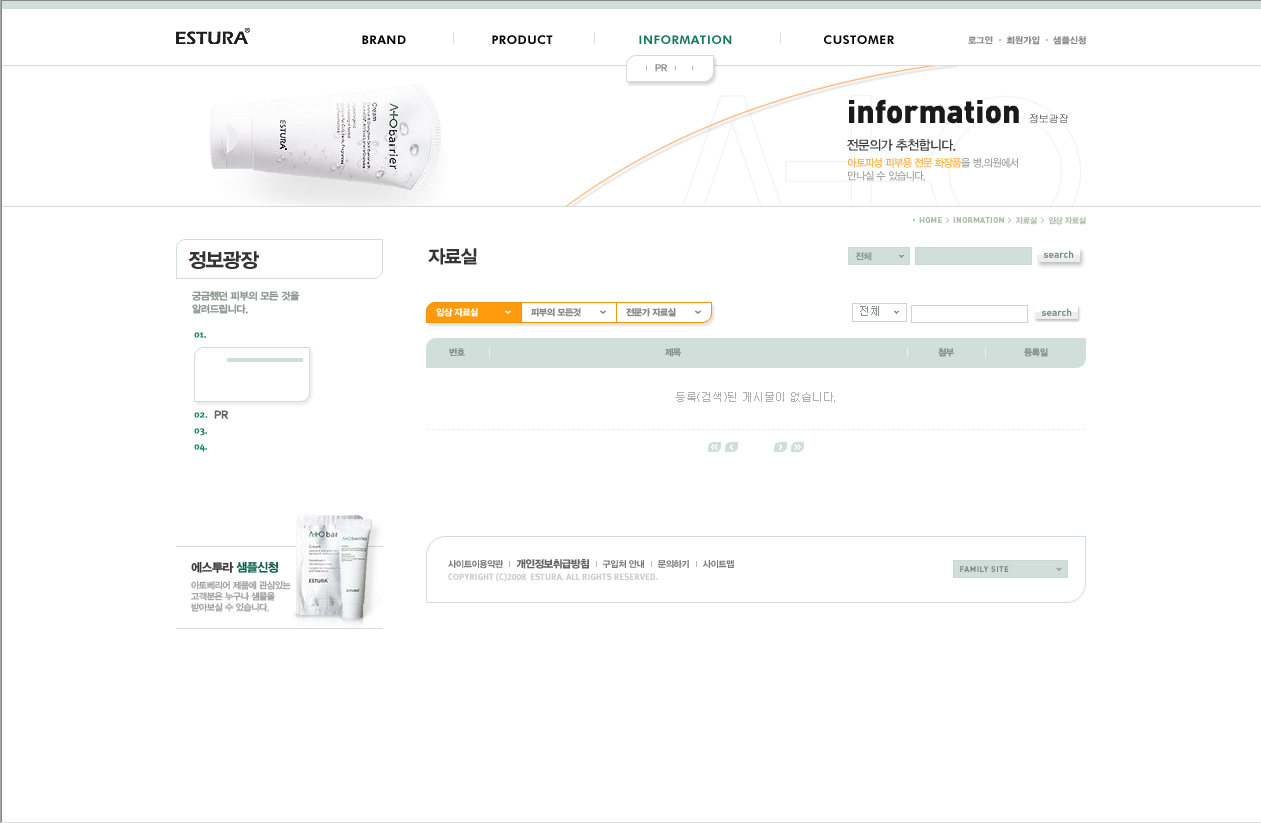 ESTURA®
BRAND
PRODUCT
INFORMATION
CUSTOMER
로그인 · 회원가입 · 샘플신청
PR
ESTURA
A+Obarrier
Cream
information 정보광장
전문의가 추천합니다.
아토피성 피부용 전문 화장품을 병,의원에서
만나실 수 있습니다.
A+O
· HOME > INORMATION > 자료실 > 임상 자료실
정보광장
궁금했던 피부의 모든 것을
알려드립니다.
01.
02. PR
03.
04.
자료실
전체
search
임상 자료실
피부의 모든것
전문가 자료실
전체
search
번호
제목
첨부
등록일
등록(검색)된 게시물이 없습니다.
에스투라 샘플신청
아토베리어 제품에 관심있는
고객분은 누구나 샘플을
받아보실 수 있습니다.
A+Obar
ESTURA
ESTURA
사이트이용약관 | 개인정보취급방침 | 구입처 안내 | 문의하기 | 사이트맵
COPYRIGHT (C)2008 ESTURA. ALL RIGHTS RESERVED.
FAMILY SITE